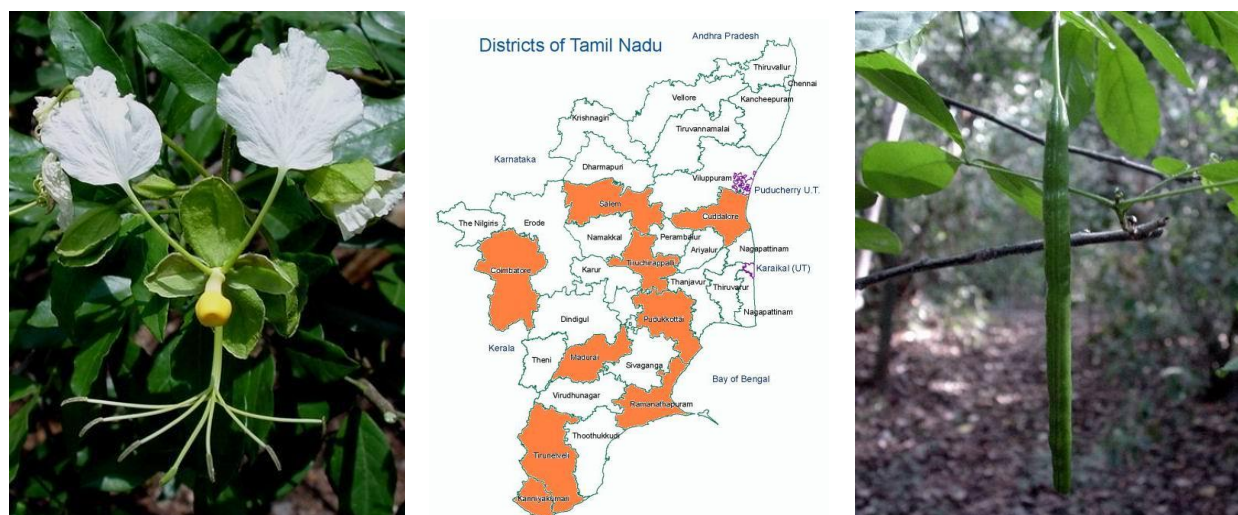 Districts of Tamil Nadu
Andhra Pradesh
Thiruvallur
Chennai
Vellore
Kancheepuram
Krishnagiri
Tiruvannamalai
Karnataka
Dharmapuri
Viluppuram
Puducherry U.T.
Salem
Cuddalore
The Nilgiris
Erode
Namakkal
Perambalur
Ariyalur
Nagapattinam
Coimbatore
Karur
Tiruchirappalli
Karaikal (UT)
Thanjavur
Thiruvarur
Nagapattinam
Dindigul
Pudukkottai
Kerala
Theni
Madurai
Sivaganga
Bay of Bengal
Virudhunagar
Ramanathapuram
Thoothukkudi
Tirunelveli
Kanniyakumari